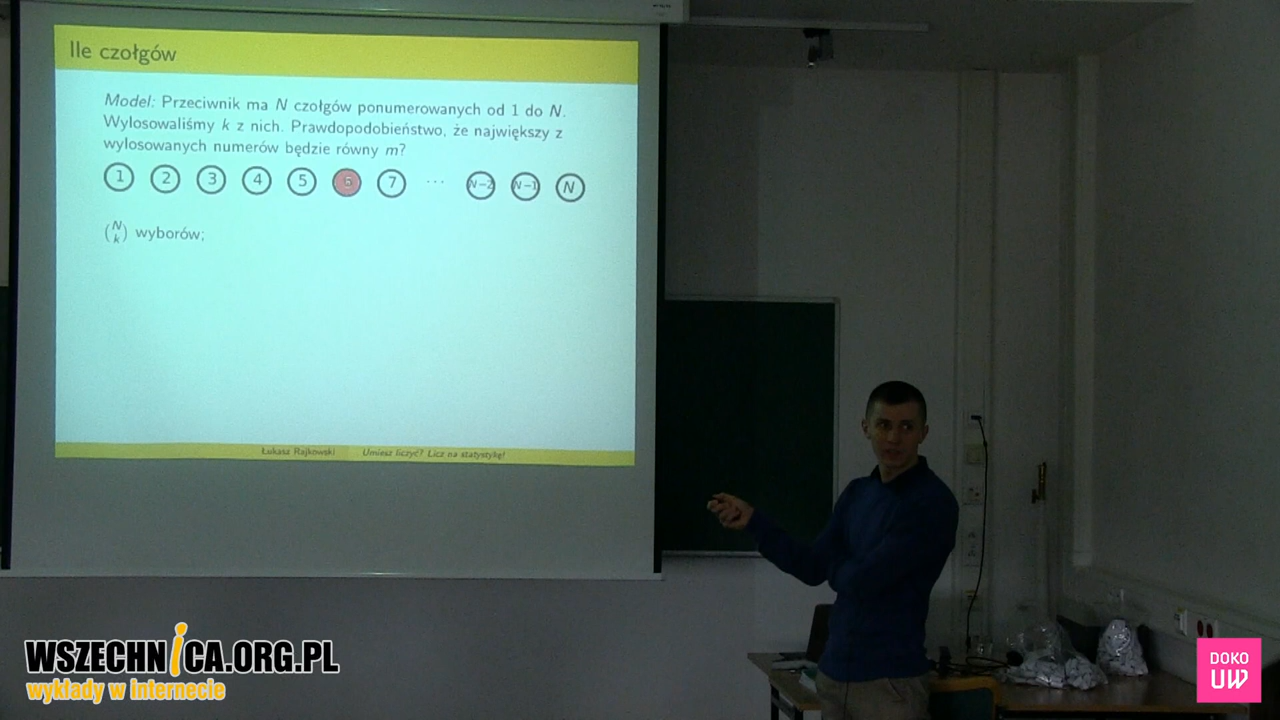 Ile czołgów
Model: Przeciwnik ma N czołgów ponumerowanych od 1 do N.
Wylosowaliśmy k z nich. Prawdopodobieństwo, że największy z
wylosowanych numerów będzie równy m?
1 2 3 4 5 6 7 ... N−2 N−1 N
(N k) wyborów;
Łukasz Rajkowski Umiesz liczyć? Licz na statystykę!
WSZECHNICA.ORG.PL
wykłady w internecie
DOKO
UW